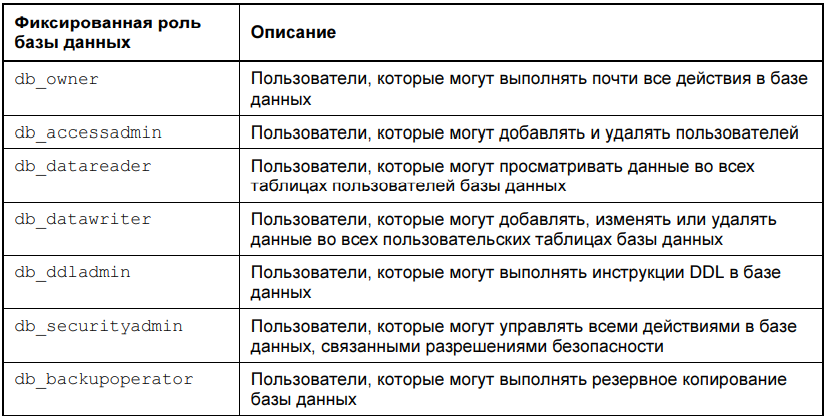 Фиксированная роль
базы данных
Описание
db_owner
Пользователи, которые могут выполнять почти все действия в базе
данных
db_accessadmin
Пользователи, которые могут добавлять и удалять пользователей
db_datareader
Пользователи, которые могут просматривать данные во всех
таблицах пользователей базы данных
db_datawriter
Пользователи, которые могут добавлять, изменять или удалять
данные во всех пользовательских таблицах базы данных
db_ddladmin
Пользователи, которые могут выполнять инструкции DDL в базе
данных
db_securityadmin
Пользователи, которые могут управлять всеми действиями в базе
данных, связанными разрешениями безопасности
db_backupoperator
Пользователи, которые могут выполнять резервное копирование
базы данных